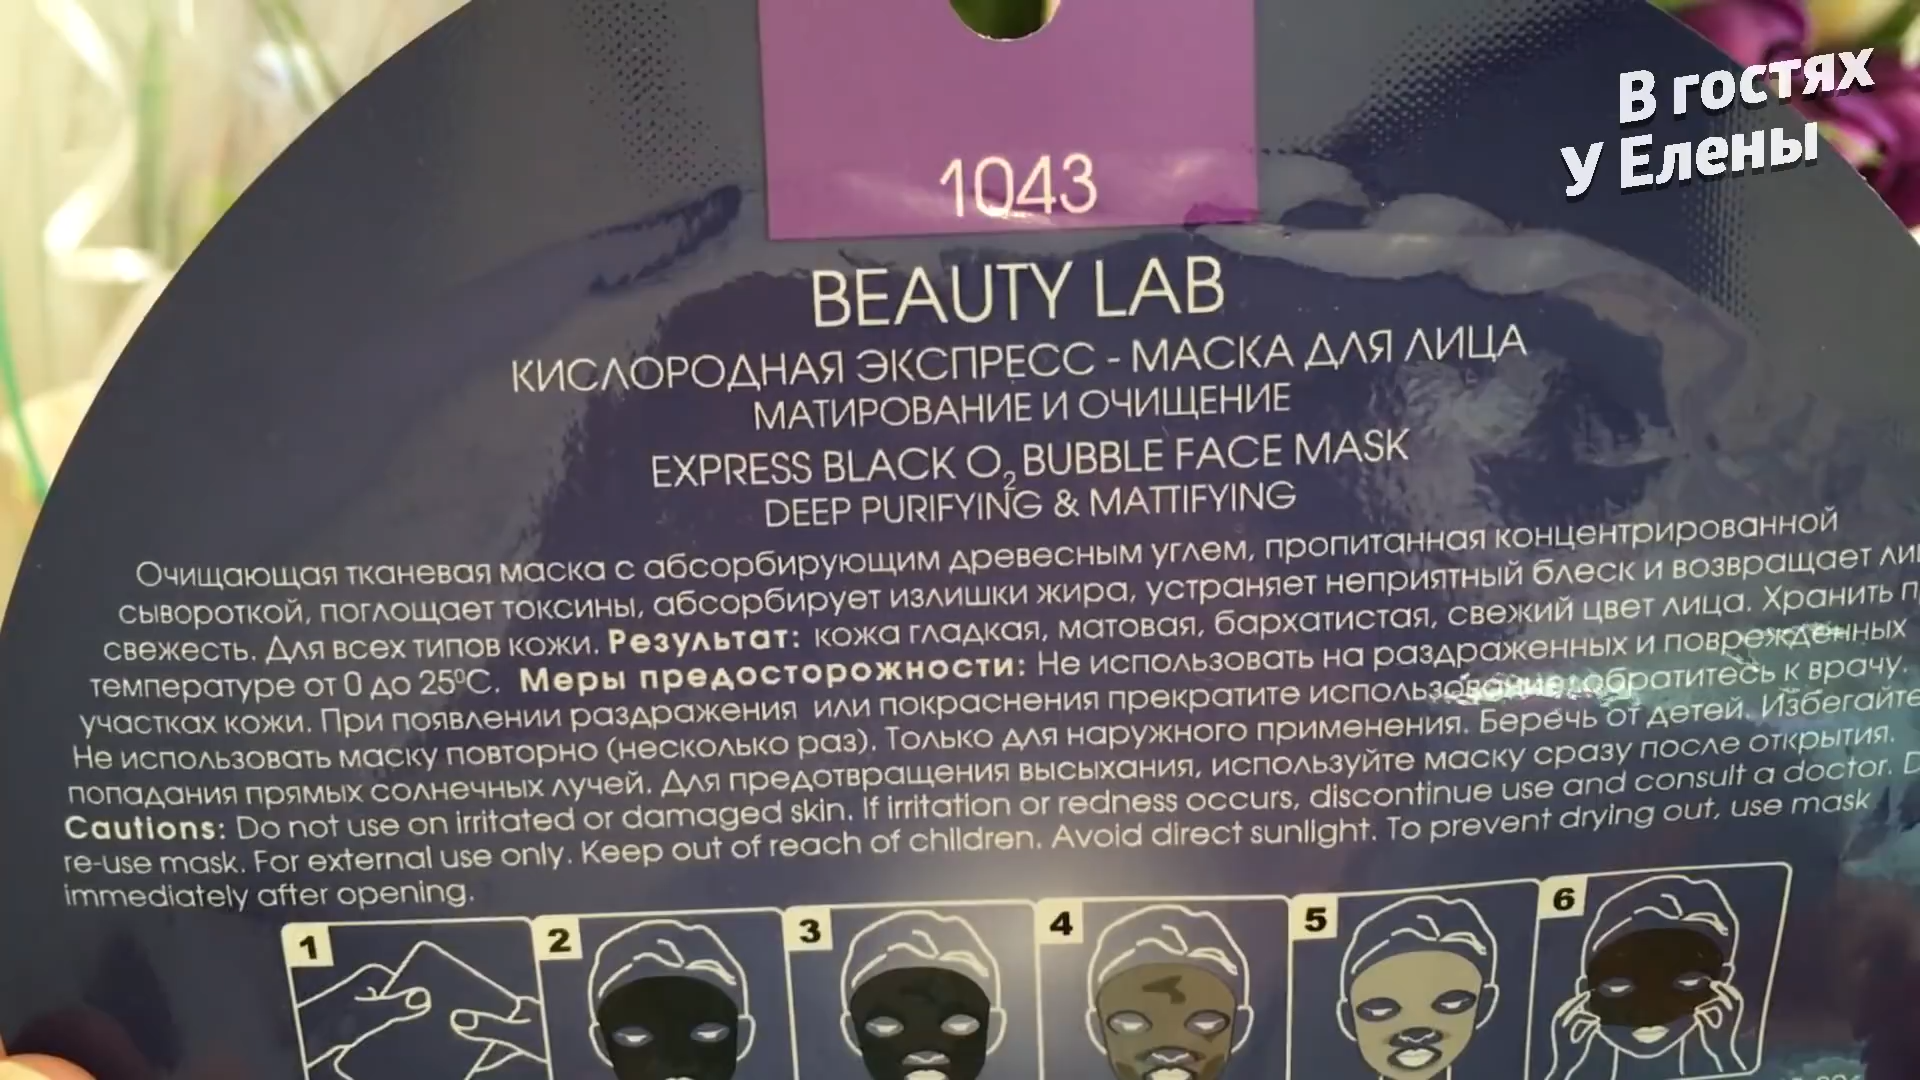 В гостях
у Елены
1043
BEAUTY LAB
КИСЛОРОДНАЯ ЭКСПРЕСС - МАСКА ДЛЯ ЛИЦА
МАТИРОВАНИЕ И ОЧИЩЕНИЕ
EXPRESS BLACK O₂ BUBBLE FACE MASK
DEEP PURIFYING & MATTIFYING
Очищающая тканевая маска с абсорбирующим древесным углем, пропитанная концентрированной
сывороткой, поглощает токсины, абсорбирует излишки жира, устраняет неприятный блеск и возвращает
свежесть. Для всех типов кожи. Результат: кожа гладкая, матовая, бархатистая, свежий цвет лица. Хранить
температуре от 0 до 25⁰С. Меры предосторожности: Не использовать на раздраженных и поврежденных
участках кожи. При появлении раздражения или покраснения прекратите использование, обратитесь к врачу.
Не использовать маску повторно (несколько раз). Только для наружного применения. Беречь от детей. Избегайте
попадания прямых солнечных лучей. Для предотвращения высыхания, используйте маску сразу после открытия.
Cautions: Do not use on irritated or damaged skin. If irritation or redness occurs, discontinue use and consult a doctor.
re-use mask. For external use only. Keep out of reach of children. Avoid direct sunlight. To prevent drying out, use mask
immediately after opening.
1 2 3 4 5 6